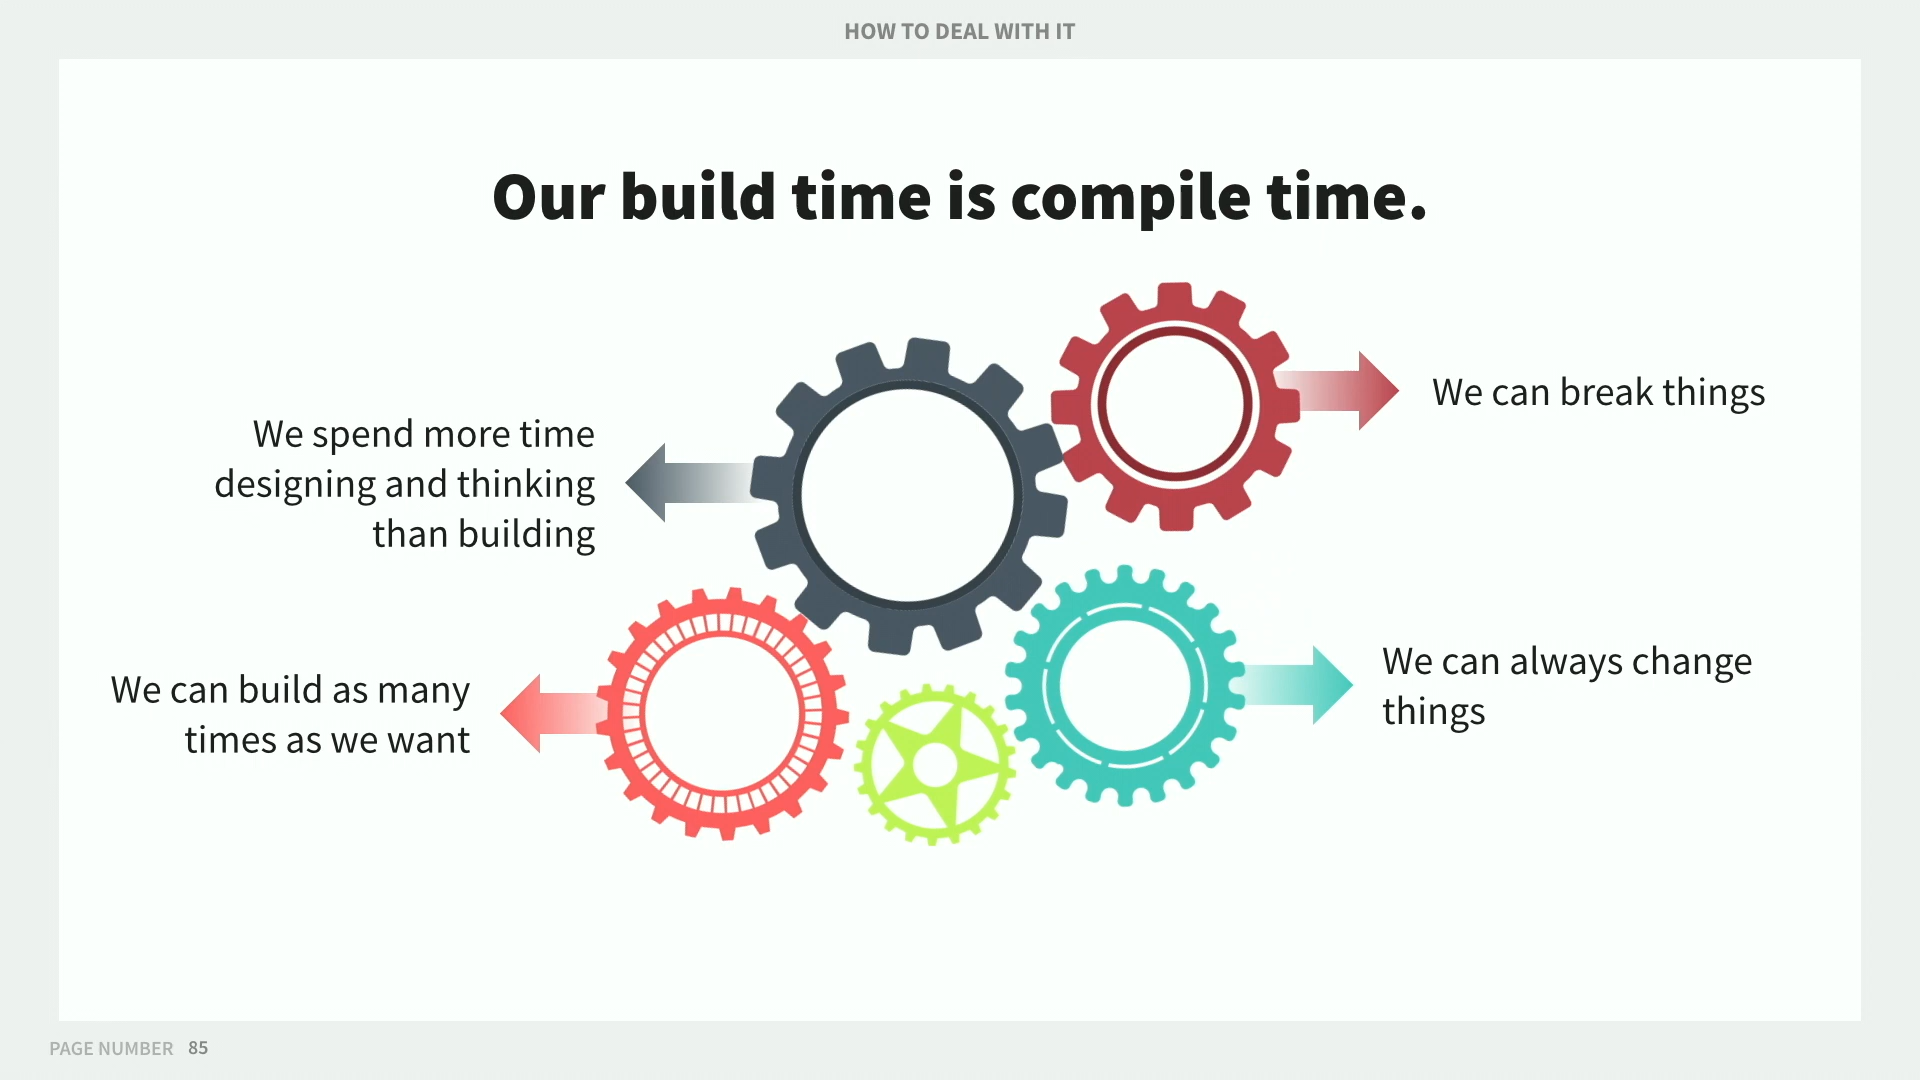 HOW TO DEAL WITH IT
Our build time is compile time.
We can break things
We spend more time
designing and thinking
than building
We can always change
things
We can build as many
times as we want
PAGE NUMBER 85